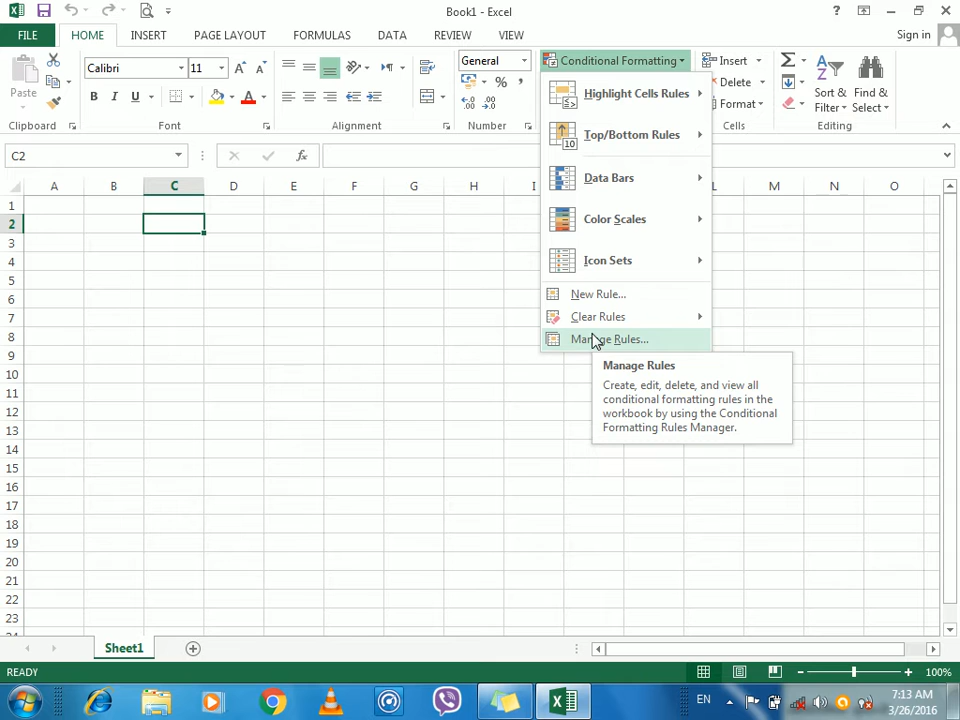 Book1 - Excel
?
FILE HOME INSERT PAGE LAYOUT FORMULAS DATA REVIEW VIEW Sign in
Paste
Calibri 11 A A
B I U A
General
% ,
Conditional Formatting
Insert
Delete
Format
Sort & Filter
Find & Select
Clipboard Font Alignment Number Cells Editing
C2 fx
Highlight Cells Rules
Top/Bottom Rules
10
Data Bars
Color Scales
Icon Sets
New Rule...
Clear Rules
Manage Rules...
Manage Rules
Create, edit, delete, and view all
conditional formatting rules in the
workbook by using the Conditional
Formatting Rules Manager.
A B C D E F G H I L M N O
1
2
3
4
5
6
7
8
9
10
11
12
13
14
15
16
17
18
19
20
21
22
23
Sheet1
READY 100%
EN 7:13 AM
3/26/2016